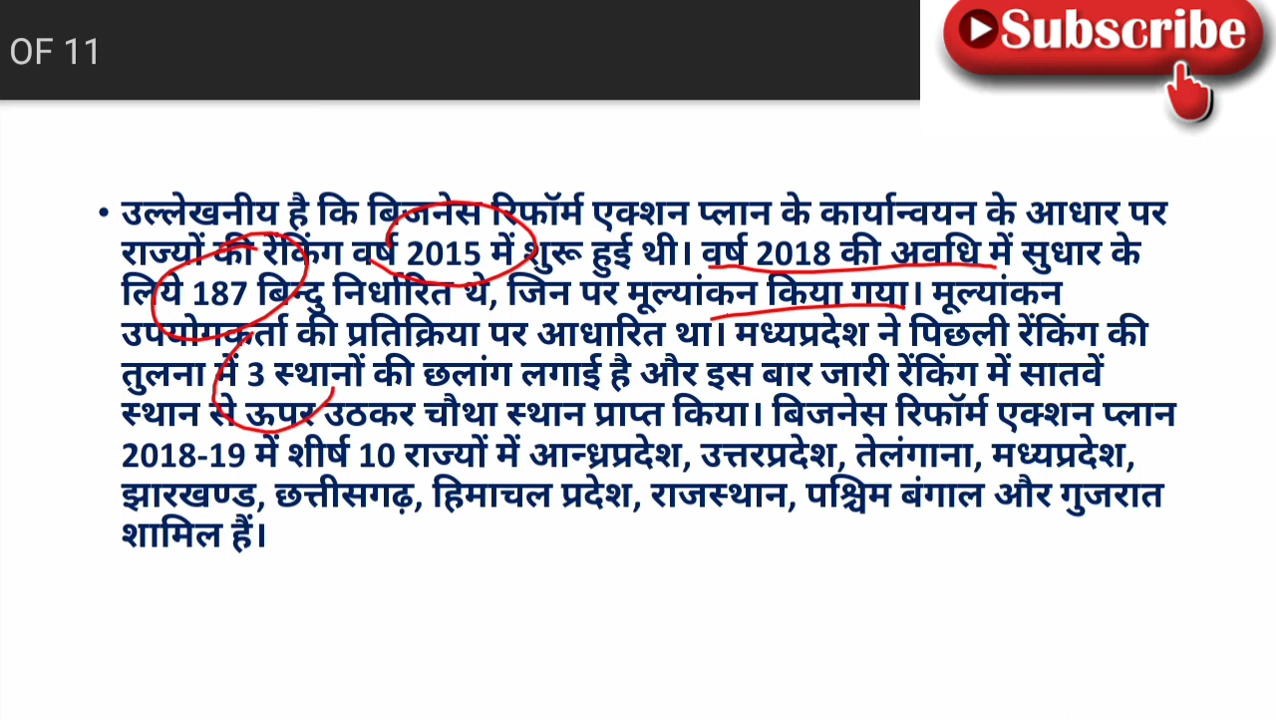 OF 11
Subscribe
• उल्लेखनीय है कि बिजनेस रिफॉर्म एक्शन प्लान के कार्यान्वयन के आधार पर
राज्यों की रेंकिंग वर्ष 2015 में शुरू हुई थी। वर्ष 2018 की अवधि में सुधार के
लिये 187 बिन्दु निर्धारित थे, जिन पर मूल्यांकन किया गया। मूल्यांकन
उपयोगकर्ता की प्रतिक्रिया पर आधारित था। मध्यप्रदेश ने पिछली रेंकिंग की
तुलना में 3 स्थानों की छलांग लगाई है और इस बार जारी रेंकिंग में सातवें
स्थान से ऊपर उठकर चौथा स्थान प्राप्त किया। बिजनेस रिफॉर्म एक्शन प्लान
2018-19 में शीर्ष 10 राज्यों में आन्ध्रप्रदेश, उत्तरप्रदेश, तेलंगाना, मध्यप्रदेश,
झारखण्ड, छत्तीसगढ़, हिमाचल प्रदेश, राजस्थान, पश्चिम बंगाल और गुजरात
शामिल हैं।